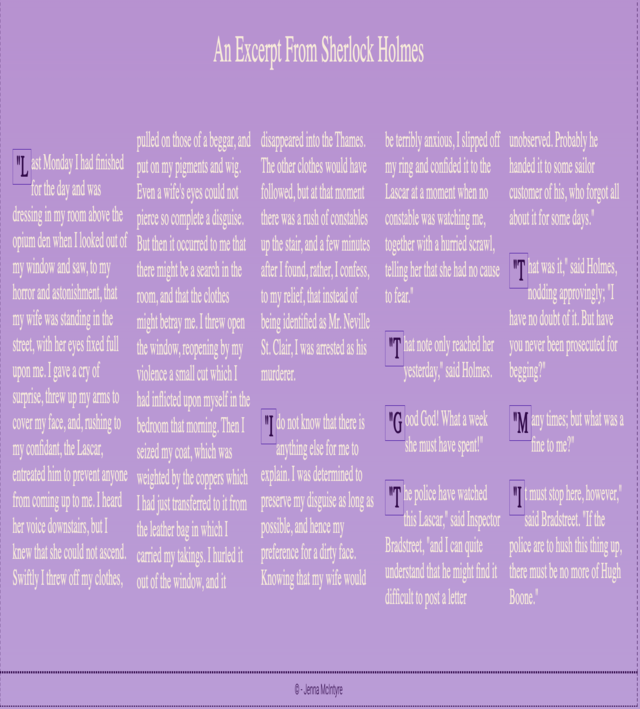 An Excerpt From Sherlock Holmes
"Last Monday I had finished
for the day and was
dressing in my room above the
opium den when I looked out of
my window and saw, to my
horror and astonishment, that
my wife was standing in the
street, with her eyes fixed full
upon me. I gave a cry of
surprise, threw up my arms to
cover my face, and, rushing to
my confidant, the Lascar,
entreated him to prevent anyone
from coming up to me. I heard
her voice downstairs, but I
knew that she could not ascend.
Swiftly I threw off my clothes,
pulled on those of a beggar, and
put on my pigments and wig.
Even a wife's eyes could not
pierce so complete a disguise.
But then it occurred to me that
there might be a search in the
room, and that the clothes
might betray me. I threw open
the window, reopening by my
violence a small cut which I
had inflicted upon myself in the
bedroom that morning. Then I
seized my coat, which was
weighted by the coppers which
I had just transferred to it from
the leather bag in which I
carried my takings. I hurled it
out of the window, and it
disappeared into the Thames.
The other clothes would have
followed, but at that moment
there was a rush of constables
up the stair, and a few minutes
after I found, rather, I confess,
to my relief, that instead of
being identified as Mr. Neville
St. Clair, I was arrested as his
murderer.
"I do not know that there is
anything else for me to
explain. I was determined to
preserve my disguise as long as
possible, and hence my
preference for a dirty face.
Knowing that my wife would
be terribly anxious, I slipped off
my ring and confided it to the
Lascar at a moment when no
constable was watching me,
together with a hurried scrawl,
telling her that she had no cause
to fear."
"That note only reached her
yesterday," said Holmes.
"Good God! What a week
she must have spent!"
"The police have watched
this Lascar," said Inspector
Bradstreet, "and I can quite
understand that he might find it
difficult to post a letter
unobserved. Probably he
handed it to some sailor
customer of his, who forgot all
about it for some days."
"That was it," said Holmes,
nodding approvingly; "I
have no doubt of it. But have
you never been prosecuted for
begging?"
"Many times; but what was a
fine to me?"
"It must stop here, however,"
said Bradstreet. "If the
police are to hush this thing up,
there must be no more of Hugh
Boone."
© - Jenna McIntyre